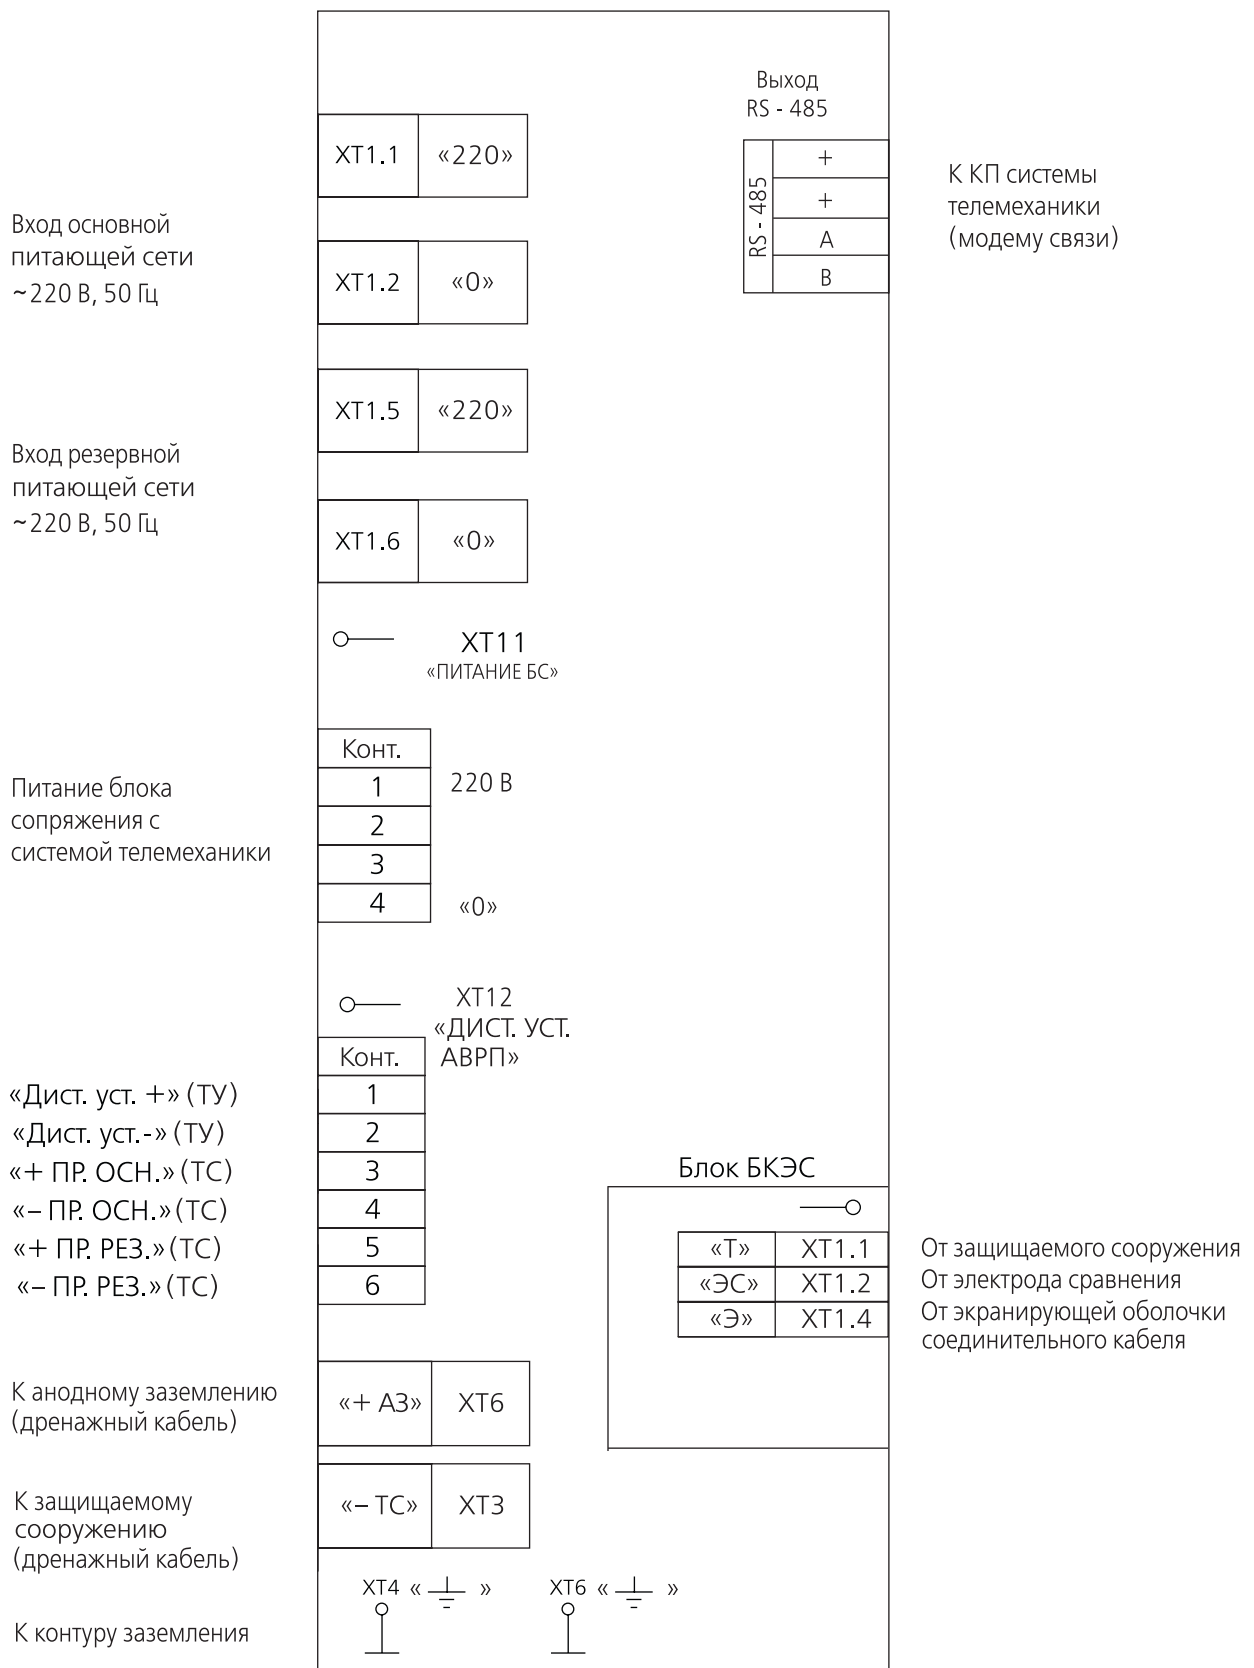 Выход
RS - 485
XT1.1 «220»
RS - 485
+
+
A
B
К КП системы
телемеханики
(модему связи)
Вход основной
питающей сети
~220 В, 50 Гц
XT1.2 «0»
XT1.5 «220»
Вход резервной
питающей сети
~220 В, 50 Гц
XT1.6 «0»
XT11
«ПИТАНИЕ БС»
Питание блока
сопряжения с
системой телемеханики
Конт.
1 220 В
2
3
4 «0»
XT12
«ДИСТ. УСТ.
АВРП»
Конт.
«Дист. уст. +» (ТУ) 1
«Дист. уст.-» (ТУ) 2
«+ ПР. ОСН.» (ТС) 3
«– ПР. ОСН.» (ТС) 4
«+ ПР. РЕЗ.» (ТС) 5
«– ПР. РЕЗ.» (ТС) 6
Блок БКЭС
«Т» XT1.1 От защищаемого сооружения
«ЭС» XT1.2 От электрода сравнения
«Э» XT1.4 От экранирующей оболочки
соединительного кабеля
К анодному заземлению
(дренажный кабель)
«+ АЗ» XT6
К защищаемому
сооружению
(дренажный кабель)
«– ТС» XT3
XT4 « » XT6 « »
К контуру заземления